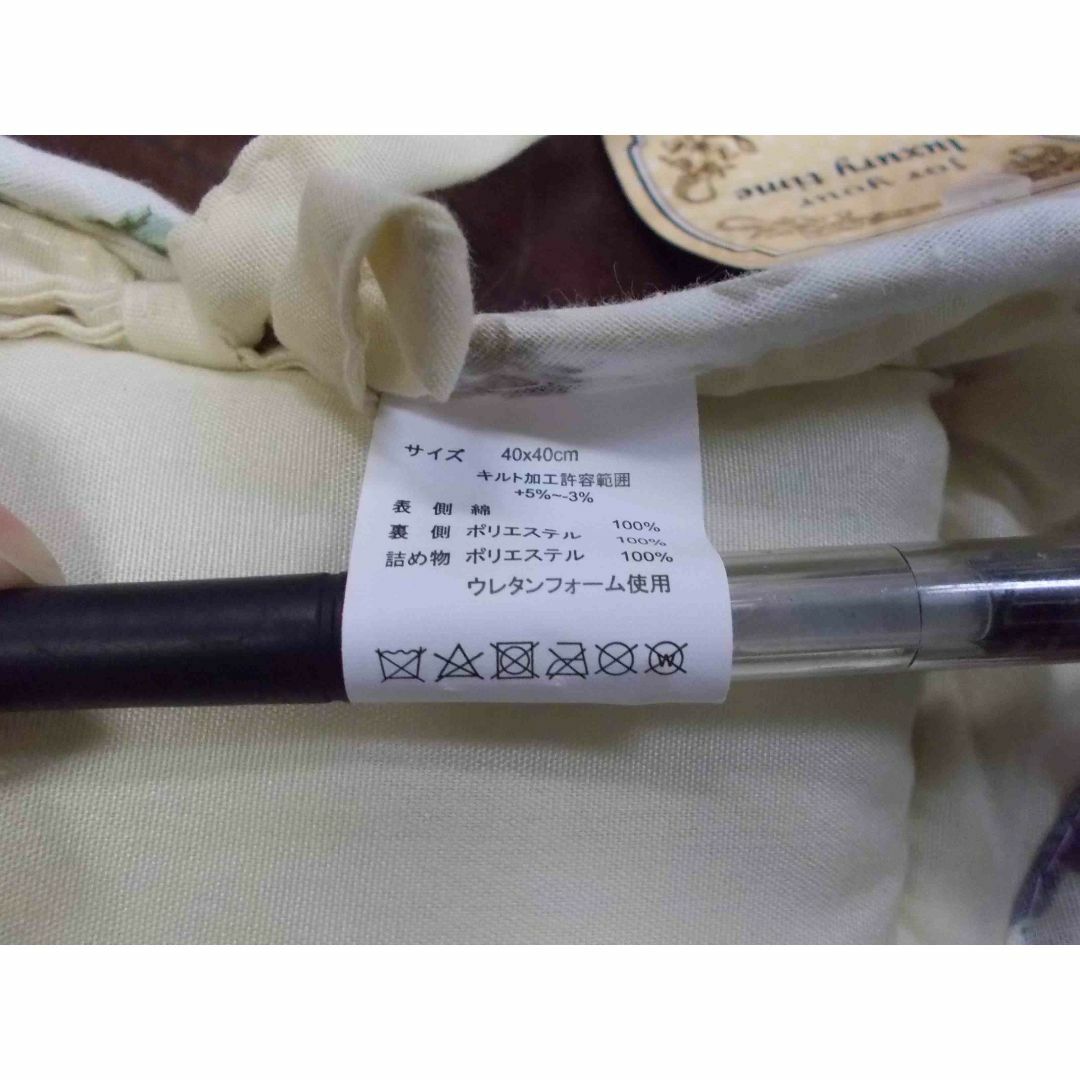 for your
luxury time
サイズ 40x40cm
キルト加工許容範囲
+5%~-3%
表側 綿 100%
裏側 ポリエステル 100%
詰め物 ポリエステル 100%
ウレタンフォーム使用
W